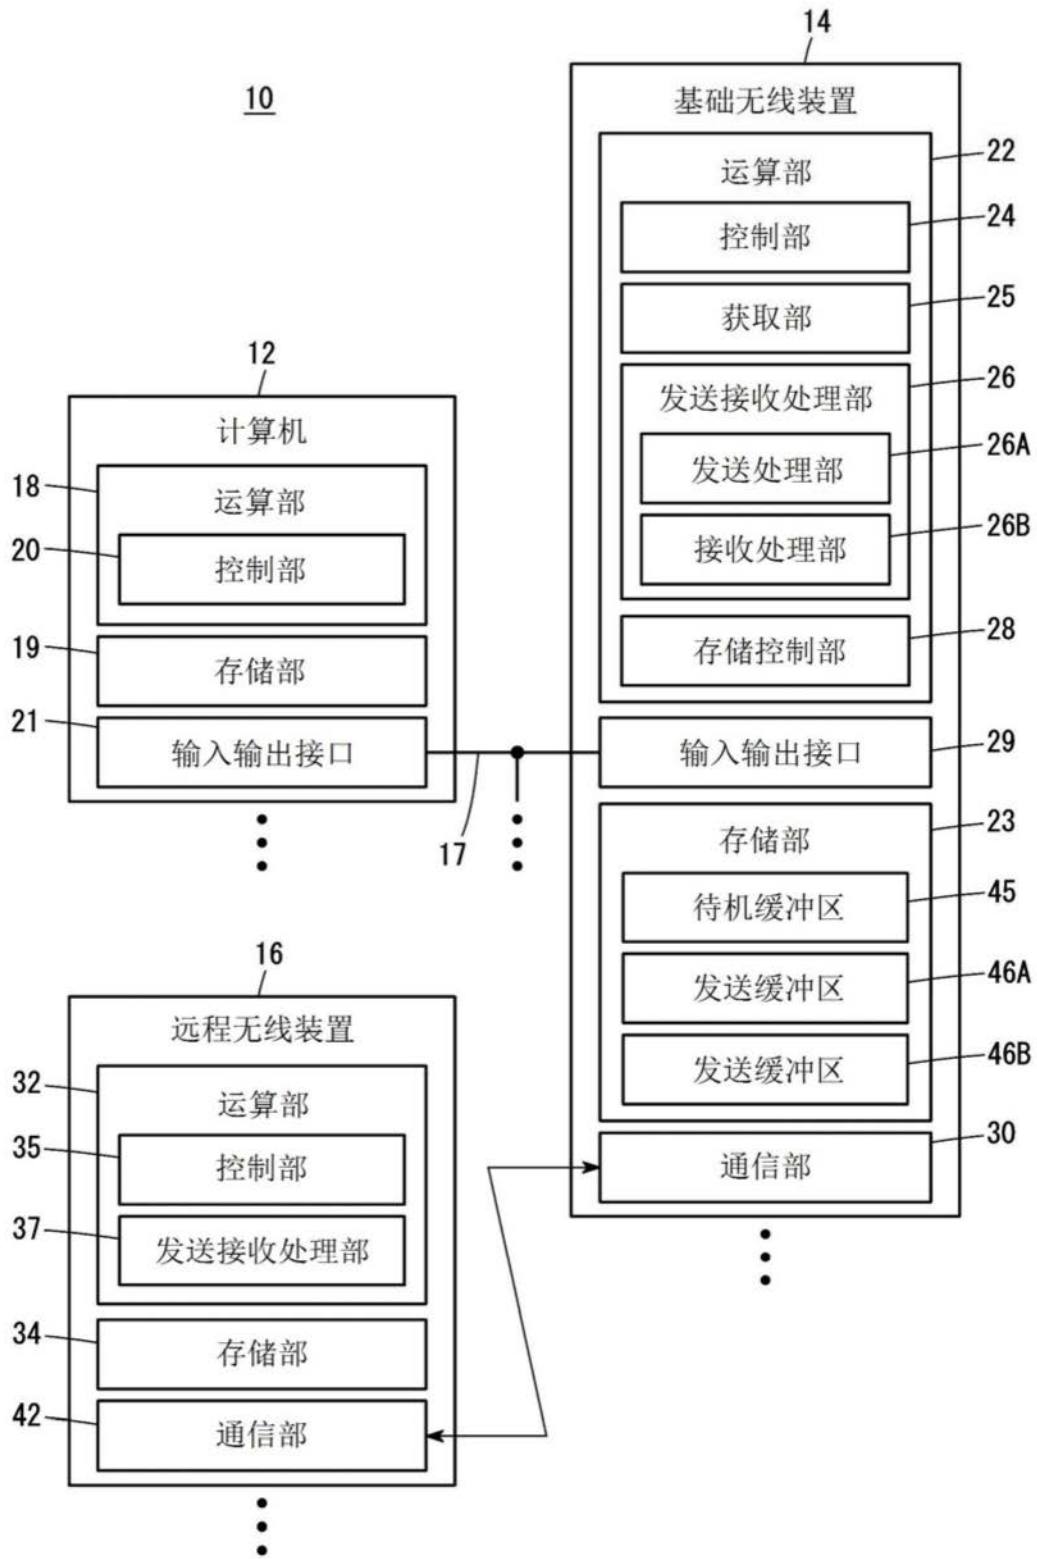 10
14
基础无线装置
22
运算部
24
控制部
25
获取部
26
发送接收处理部
26A
发送处理部
26B
接收处理部
28
存储控制部
29
输入输出接口
23
存储部
45
待机缓冲区
46A
发送缓冲区
46B
发送缓冲区
30
通信部
12
计算机
18
运算部
20
控制部
19
存储部
21
输入输出接口
17
16
远程无线装置
32
运算部
35
控制部
37
发送接收处理部
34
存储部
42
通信部